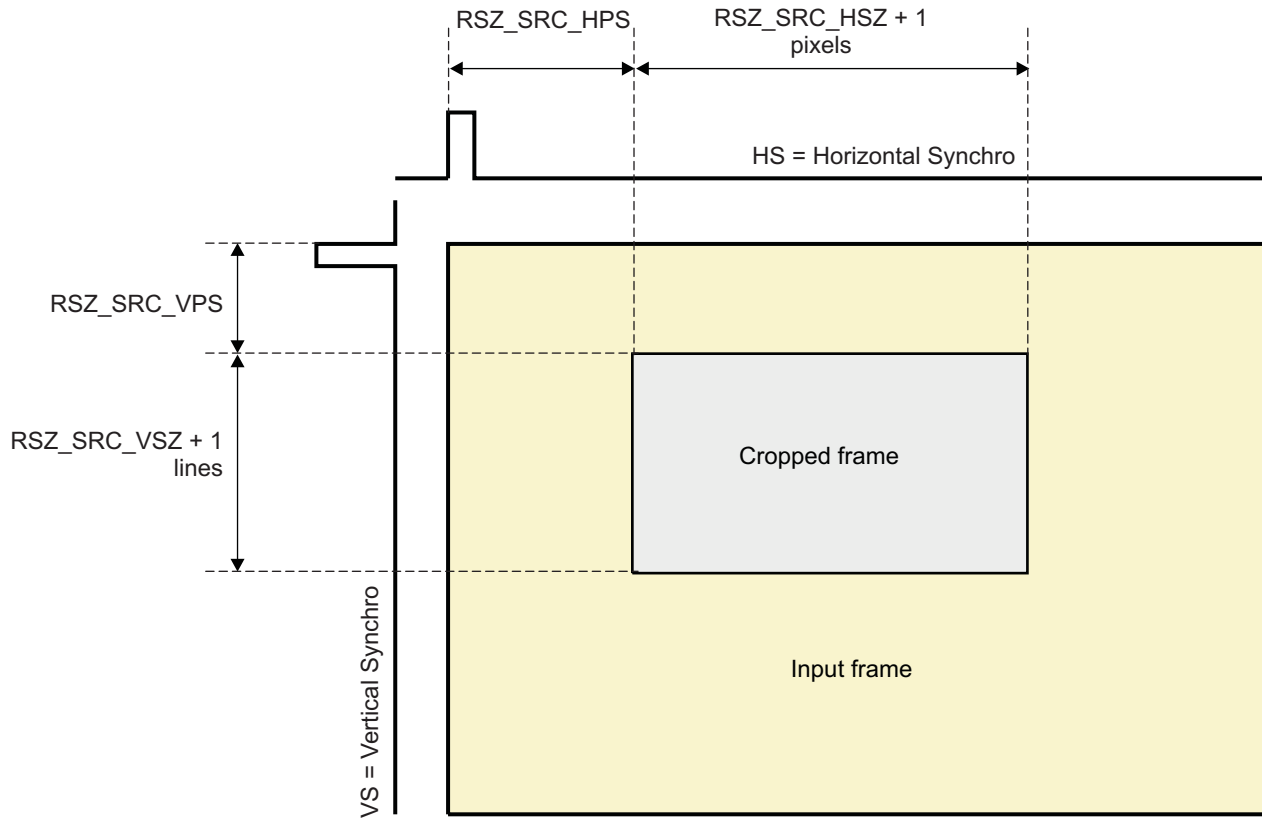 RSZ_SRC_HPS
RSZ_SRC_HSZ + 1
pixels
HS = Horizontal Synchro
RSZ_SRC_VPS
RSZ_SRC_VSZ + 1
lines
Cropped frame
Input frame
VS = Vertical Synchro